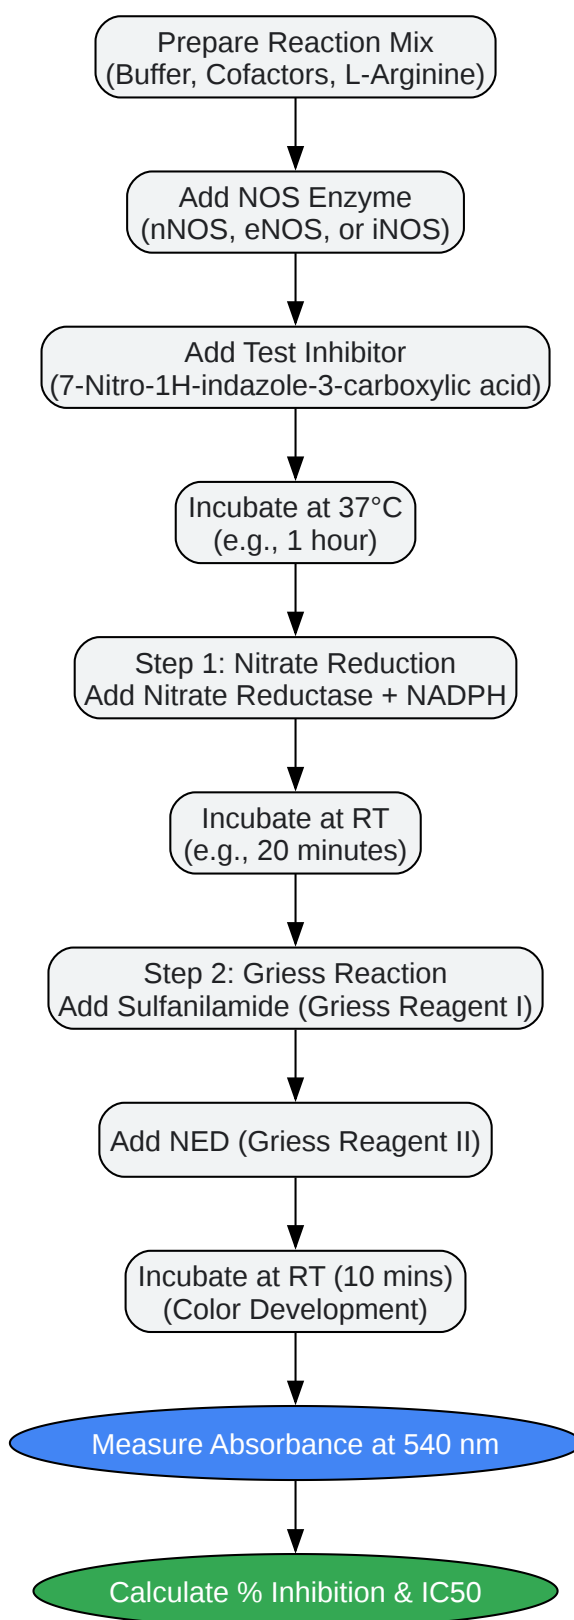 Prepare Reaction Mix
(Buffer, Cofactors, L-Arginine)
Add NOS Enzyme
(nNOS, eNOS, or iNOS)
Add Test Inhibitor
(7-Nitro-1H-indazole-3-carboxylic acid)
Incubate at 37°C
(e.g., 1 hour)
Step 1: Nitrate Reduction
Add Nitrate Reductase + NADPH
Incubate at RT
(e.g., 20 minutes)
Step 2: Griess Reaction
Add Sulfanilamide (Griess Reagent I)
Add NED (Griess Reagent II)
Incubate at RT (10 mins)
(Color Development)
Measure Absorbance at 540 nm
Calculate % Inhibition & IC50